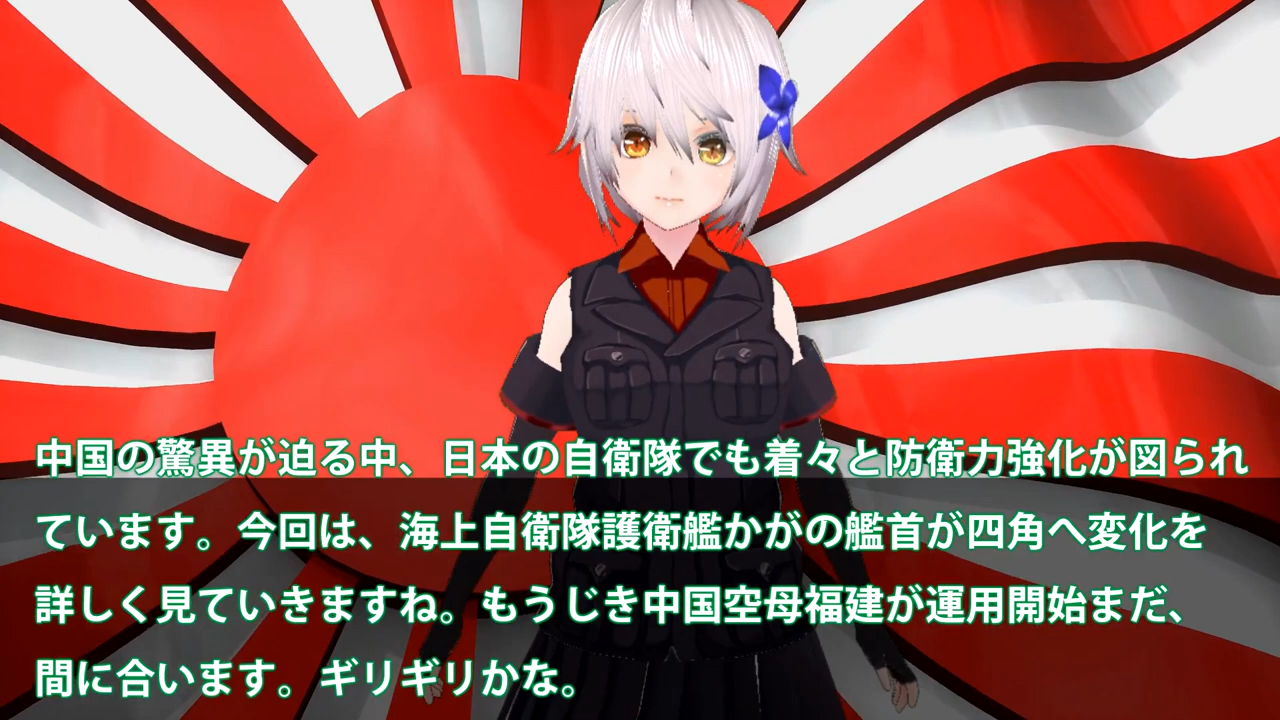 中国の驚異が迫る中、日本の自衛隊でも着々と防衛力強化が図られ
ています。今回は、海上自衛隊護衛艦かがの艦首が四角へ変化を
詳しく見ていきますね。もうじき中国空母福建が運用開始まだ、
間に合います。ギリギリかな。